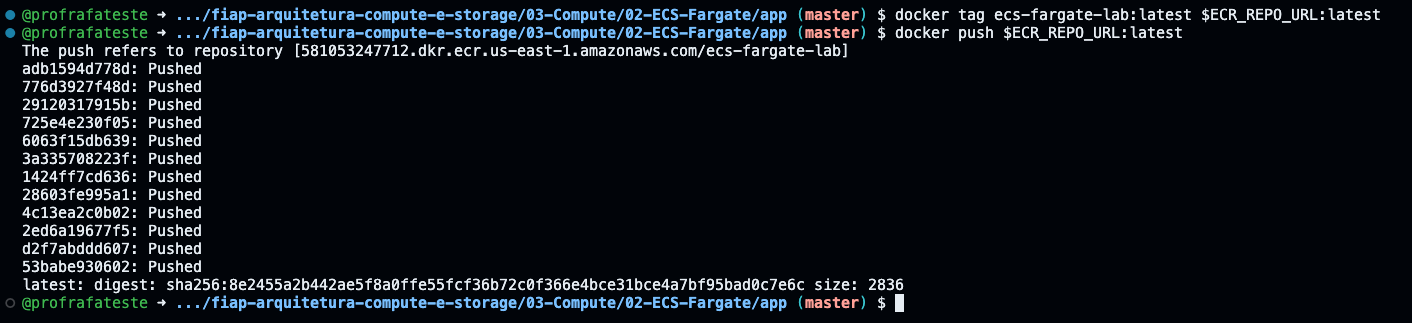 @profrafateste ➜ .../fiap-arquitetura-compute-e-storage/03-Compute/02-ECS-Fargate/app (master) $ docker tag ecs-fargate-lab:latest $ECR_REPO_URL:latest
@profrafateste ➜ .../fiap-arquitetura-compute-e-storage/03-Compute/02-ECS-Fargate/app (master) $ docker push $ECR_REPO_URL:latest
The push refers to repository [581053247712.dkr.ecr.us-east-1.amazonaws.com/ecs-fargate-lab]
adb1594d778d: Pushed
776d3927f48d: Pushed
29120317915b: Pushed
725e4e230f05: Pushed
6063f15db639: Pushed
3a335708223f: Pushed
1424ff7cd636: Pushed
28603fe995a1: Pushed
4c13ea2c0b02: Pushed
2ed6a19677f5: Pushed
d2f7abddd607: Pushed
53babe930602: Pushed
latest: digest: sha256:8e2455a2b442ae5f8a0ffe55fcf36b72c0f366e4bce31bce4a7bf95bad0c7e6c size: 2836
@profrafateste ➜ .../fiap-arquitetura-compute-e-storage/03-Compute/02-ECS-Fargate/app (master) $